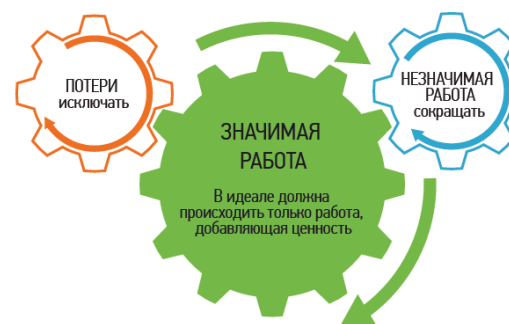 ПОТЕРИ
исключать
НЕЗНАЧИМАЯ
РАБОТА
сокращать
ЗНАЧИМАЯ
РАБОТА
В идеале должна
происходить только работа,
добавляющая ценность